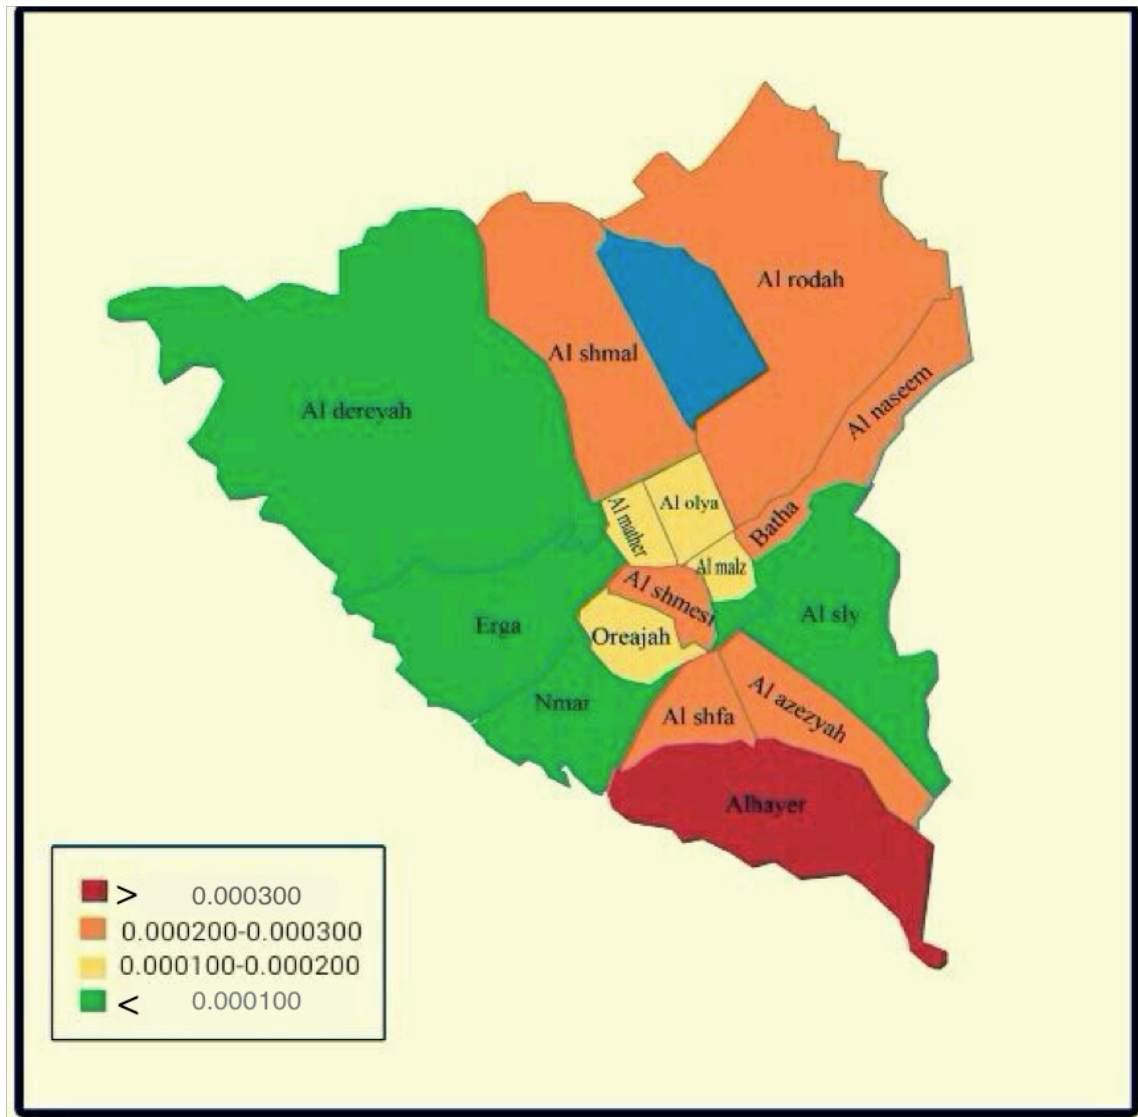 Al rodah
Al shmal
Al naseem
Al dereyah
Al olya
Al mather
Batha
Al malz
Al shmesi
Al sly
Erga
Oreajah
Nmar
Al azezyah
Al shfa
Alhayer
> 0.000300
0.000200-0.000300
0.000100-0.000200
< 0.000100